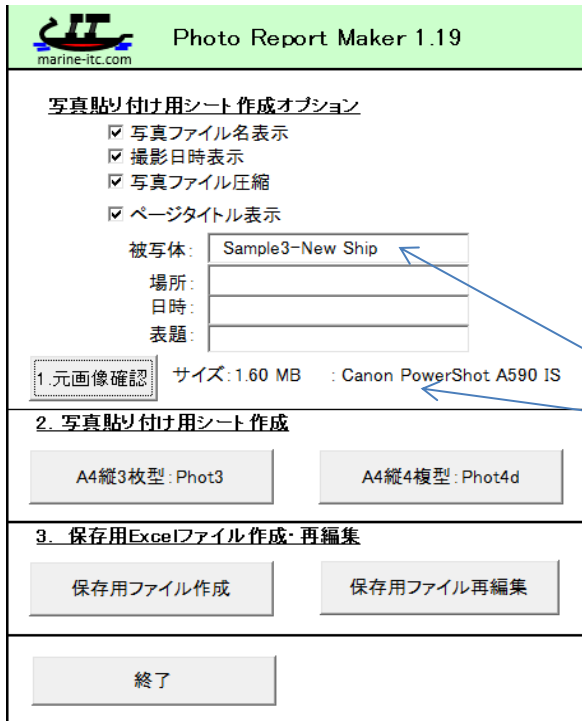 IT
marine-itc.com
Photo Report Maker 1.19
写真貼り付け用シート作成オプション
写真ファイル名表示
撮影日時表示
写真ファイル圧縮
ページタイトル表示
被写体: Sample3-New Ship
場所:
日時:
表題:
1.元画像確認 サイズ:1.60 MB : Canon PowerShot A590 IS
2. 写真貼り付け用シート作成
A4縦3枚型:Phot3 A4縦4複型:Phot4d
3. 保存用Excelファイル作成・再編集
保存用ファイル作成 保存用ファイル再編集
終了